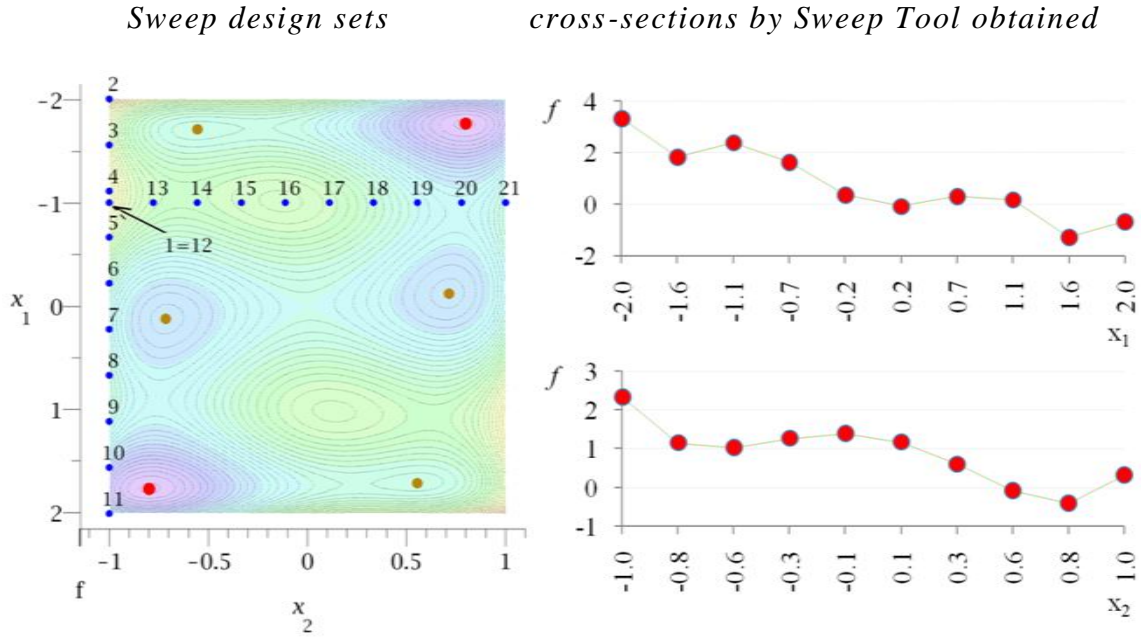 Sweep design sets
cross-sections by Sweep Tool obtained
2
-2
3
4
13 14 15 16 17 18 19 20 21
-1
5
1=12
6
x1
0
7
8
9
1
10
11
2
-1 -0.5 0 0.5 1
f
x2
f
4
2
0
-2
-2.0 -1.6 -1.1 -0.7 -0.2 0.2 0.7 1.1 1.6 2.0
x1
f
3
2
1
0
-1
-1.0 -0.8 -0.6 -0.3 -0.1 0.1 0.3 0.6 0.8 1.0
x2